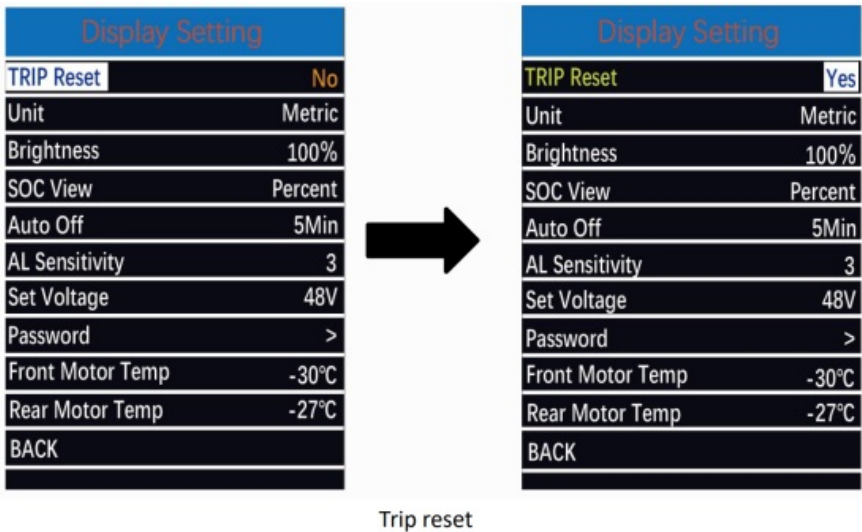 Display Setting
TRIP Reset No
Unit Metric
Brightness 100%
SOC View Percent
Auto Off 5Min
AL Sensitivity 3
Set Voltage 48V
Password >
Front Motor Temp -30℃
Rear Motor Temp -27℃
BACK
Display Setting
TRIP Reset Yes
Unit Metric
Brightness 100%
SOC View Percent
Auto Off 5Min
AL Sensitivity 3
Set Voltage 48V
Password >
Front Motor Temp -30℃
Rear Motor Temp -27℃
BACK
Trip reset